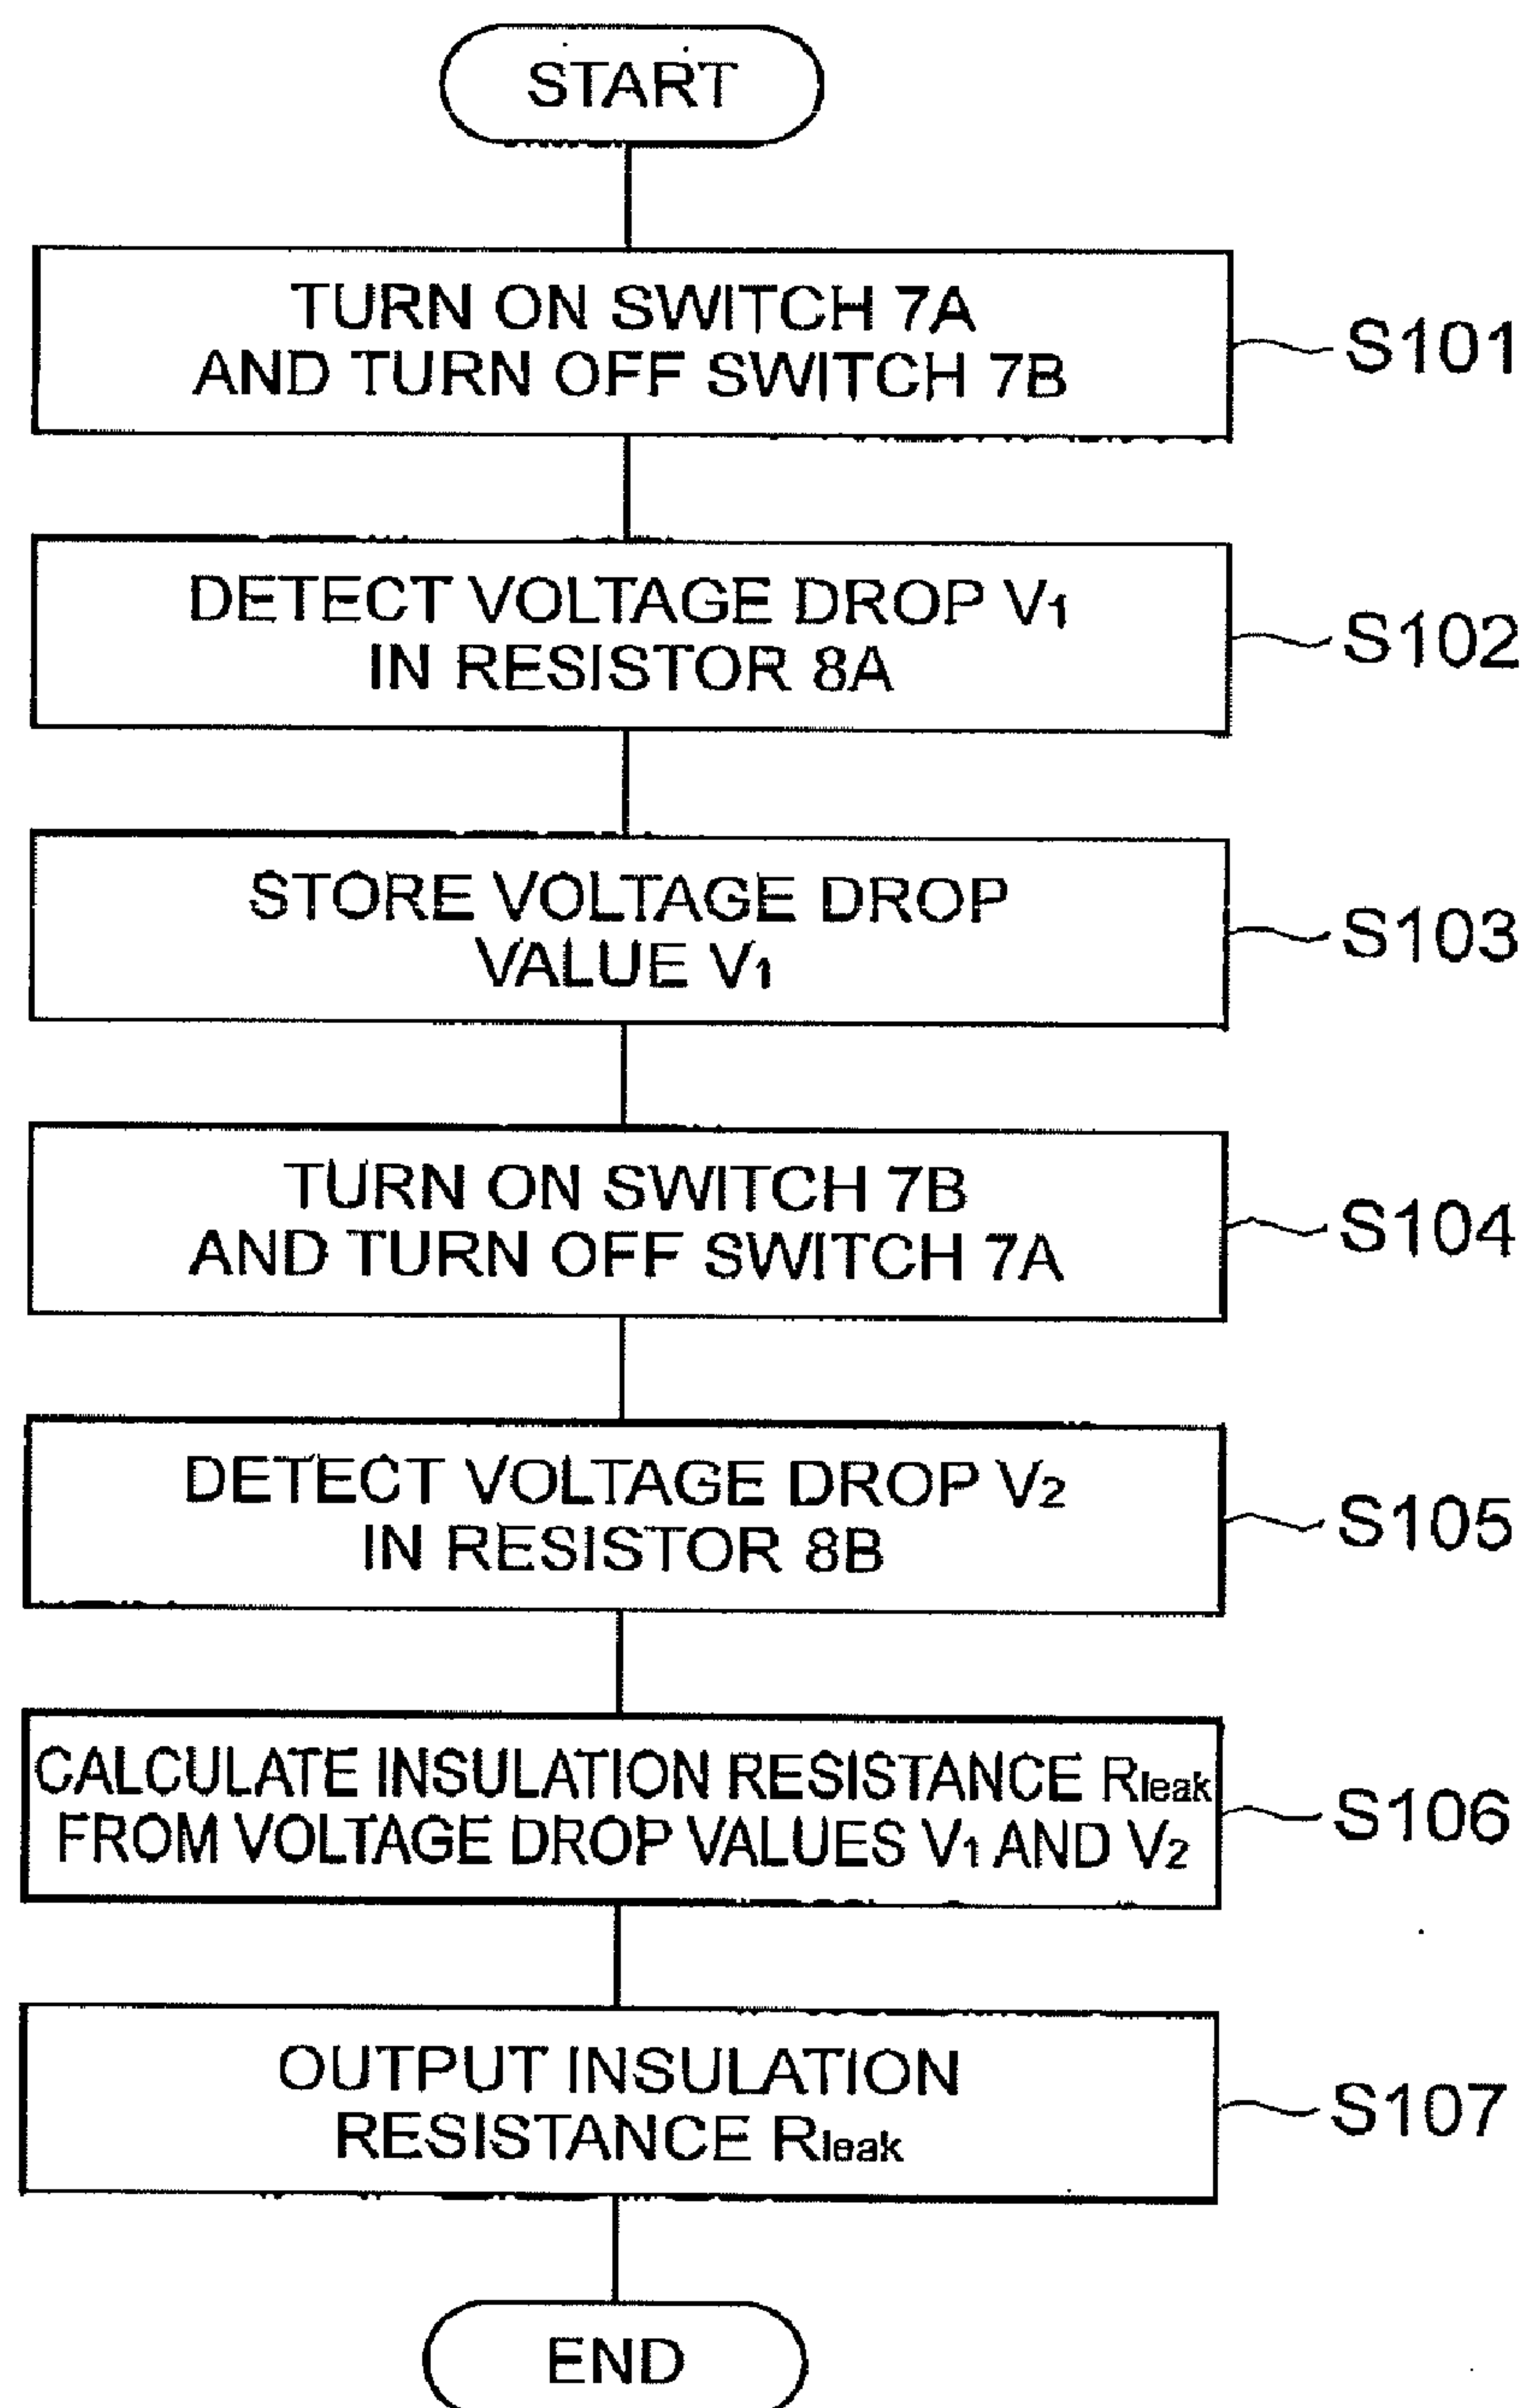 START
TURN ON SWITCH 7A
AND TURN OFF SWITCH 7B
S101
DETECT VOLTAGE DROP V1
IN RESISTOR 8A
S102
STORE VOLTAGE DROP
VALUE V1
S103
TURN ON SWITCH 7B
AND TURN OFF SWITCH 7A
S104
DETECT VOLTAGE DROP V2
IN RESISTOR 8B
S105
CALCULATE INSULATION RESISTANCE Rleak
FROM VOLTAGE DROP VALUES V1 AND V2
S106
OUTPUT INSULATION
RESISTANCE Rleak
S107
END